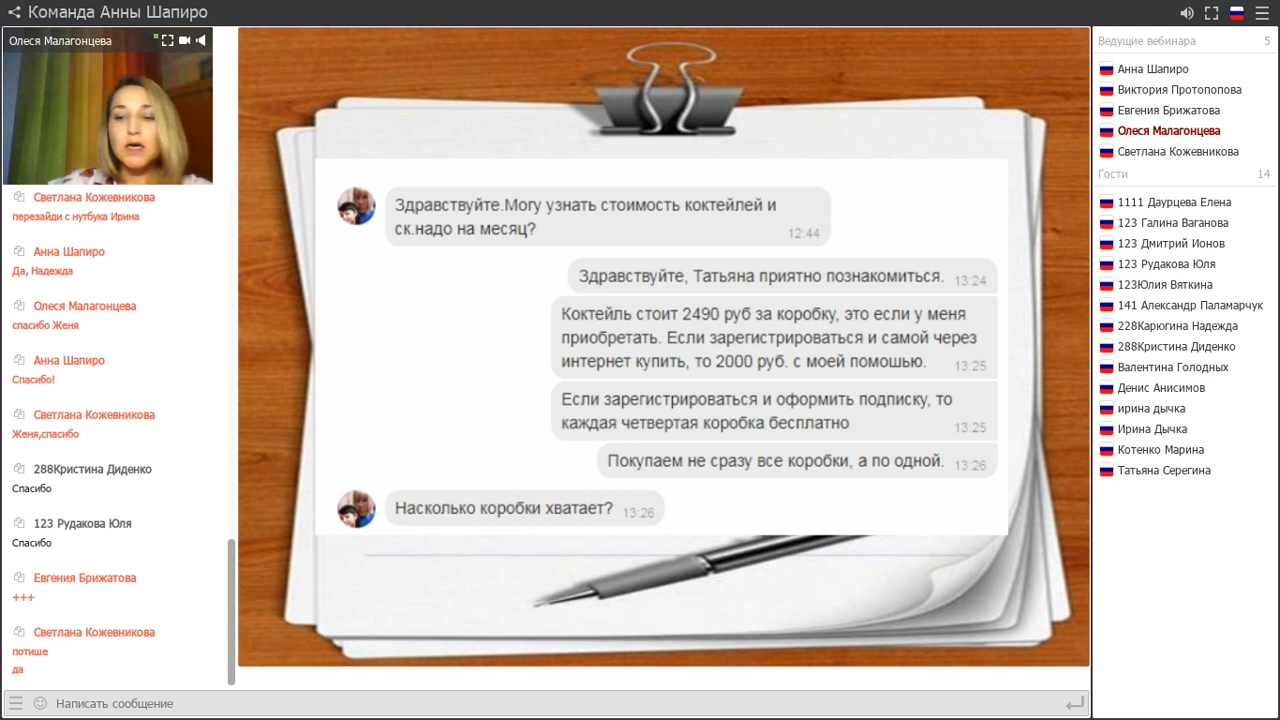 Команда Анны Шапиро
Олеся Малагонцева
Светлана Кожевникова
перезайди с нутбука Ирина
Анна Шапиро
Да, Надежда
Олеся Малагонцева
спасибо Женя
Анна Шапиро
Спасибо!
Светлана Кожевникова
Женя,спасибо
288Кристина Диденко
Спасибо
123 Рудакова Юля
Спасибо
Евгения Брижатова
+++
Светлана Кожевникова
потише
да
Написать сообщение
Здравствуйте.Могу узнать стоимость коктейлей и
ск.надо на месяц?
12:44
Здравствуйте, Татьяна приятно познакомиться. 13:24
Коктейль стоит 2490 руб за коробку, это если у меня
приобретать. Если зарегистрироваться и самой через
интернет купить, то 2000 руб. с моей помошью. 13:25
Если зарегистрироваться и оформить подписку, то
каждая четвертая коробка бесплатно 13:25
Покупаем не сразу все коробки, а по одной. 13:26
Насколько коробки хватает? 13:26
Ведущие вебинара 5
Анна Шапиро
Виктория Протопопова
Евгения Брижатова
Олеся Малагонцева
Светлана Кожевникова
Гости 14
1111 Даурцева Елена
123 Галина Ваганова
123 Дмитрий Ионов
123 Рудакова Юля
123Юлия Вяткина
141 Александр Паламарчук
228Карюгина Надежда
288Кристина Диденко
Валентина Голодных
Денис Анисимов
ирина дычка
Ирина Дычка
Котенко Марина
Татьяна Серегина